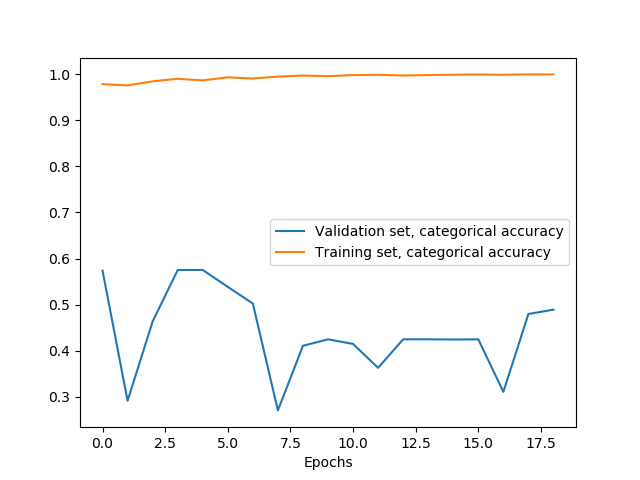 1.0
0.9
0.8
0.7
0.6
0.5
0.4
0.3
Validation set, categorical accuracy
Training set, categorical accuracy
0.0 2.5 5.0 7.5 10.0 12.5 15.0 17.5
Epochs